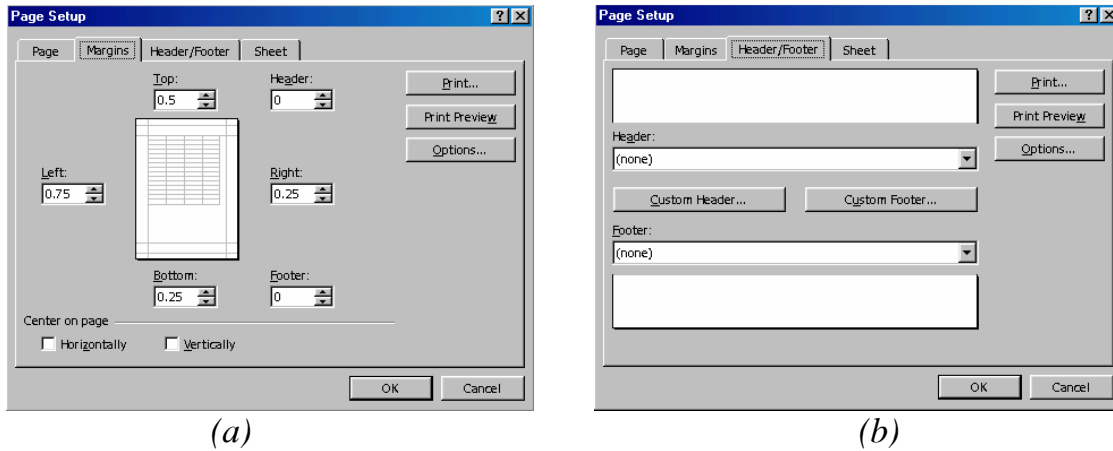 Page Setup
Page Margins Header/Footer Sheet
Top: Header:
0.5 0
Print...
Print Preview
Options...
Left: Right:
0.75 0.25
Bottom: Footer:
0.25 0
Center on page
Horizontally Vertically
OK Cancel
(a)
Page Setup
Page Margins Header/Footer Sheet
Print...
Print Preview
Options...
Header:
(none)
Custom Header... Custom Footer...
Footer:
(none)
OK Cancel
(b)